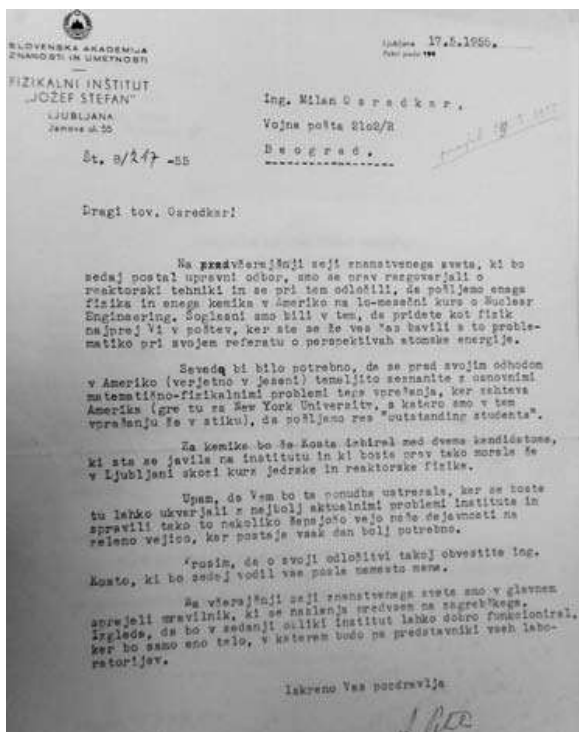 SLOVENSKA AKADEMIJA
ZNANOSTI IN UMETNOSTI
FIZIKALNI INŠTITUT
„JOŽEF STEFAN"
LJUBLJANA
Jamova ul. 55
Ljubljana 17.5.1955.
Poštni predal 199
Št. B/217 -55
Ing. Milan Osredkar,
Vojna pošta 2102/R
Beograd.
Dragi tov. Osredkar!
Na predvčerajšnji seji znanstvenega sveta, ki bo
sedaj postal upravni odbor, smo se prav razgovarjali o
reaktorski tehniki in se pri tem odločili, da pošljemo enega
fizika in enega kemika v Ameriko na lo-mesečni kurs o Nuclear
Engineering. Soglasni smo bili v tem, da pridete kot fizik
najprej Vi v poštev, ker ste se že ves čas bavili s to proble-
matiko pri svojem referatu o perspektivah atomske energije.
Seveda bi bilo potrebno, da se pred svojim odhodom
v Ameriko (verjetno v jeseni) temeljito seznanite z osnovnimi
matematično-fizikalnimi problemi tega vprašanja, ker zahteva
Amerika (gre tu za New York University, s katero smo v tem
vprašanju že v stiku), da pošljemo res "outstanding students".
Za kemike bo še Kosta izbiral med dvema kandidatoma,
ki sta se javila na institutu in ki bosta prav tako morala še
v Ljubljani skozi kurz jedrske in reaktorske fizike.
Upam, da Vam bo ta ponudba ustrezala, ker se boste
tu lahko ukvarjali z najbolj aktualnimi problemi instituta in
spravili tako to nekoliko šepajočo vejo naše dejavnosti na
zeleno vejico, kar postaja vsak dan bolj potrebno.
Prosim, da o svoji odločitvi takoj obvestite ing.
Kosto, ki bo sedaj vodil vse posle namesto mene.
Na včerajšnji seji znanstvenega sveta smo v glavnem
sprejeli pravilnik, ki se naslanja predvsem na zagrebškega.
Izgleda, da bo v sedanji obliki institut lahko dobro funkcioniral,
ker bo samo eno telo, v katerem bodo pa predstavniki vseh labo-
ratorijev.
Iskreno Vas pozdravlja